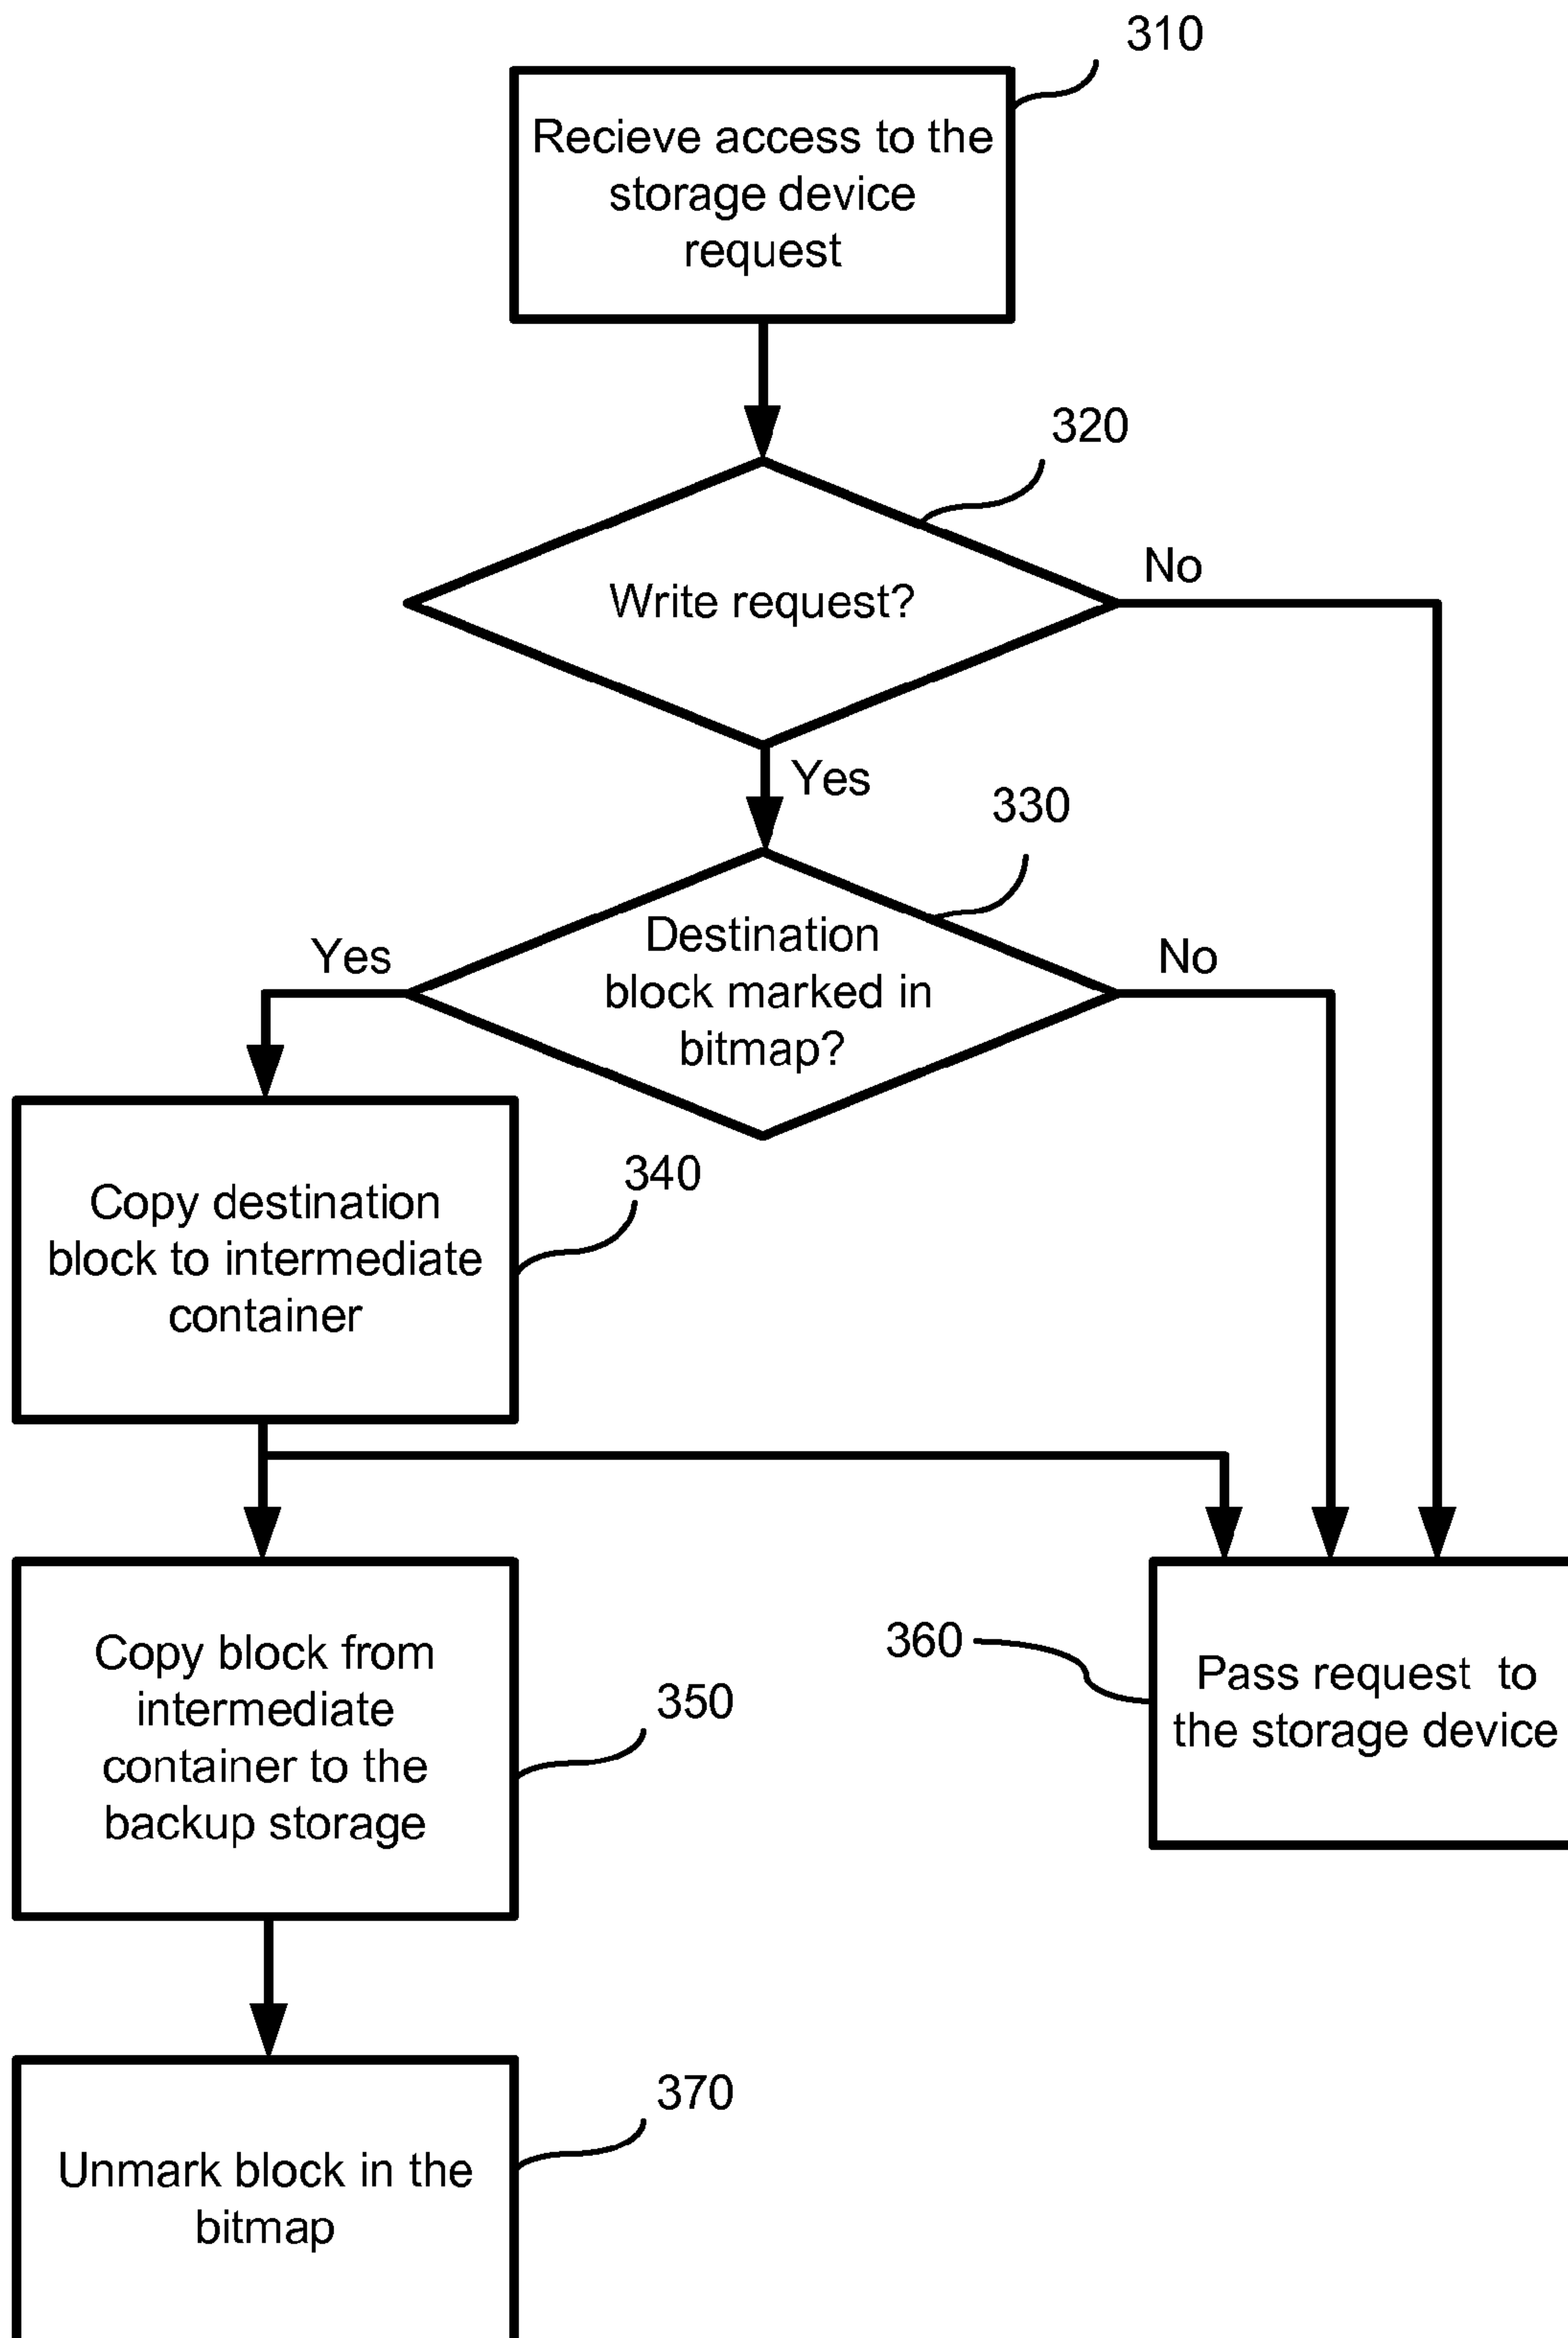 310
Recieve access to the
storage device
request
320
No
Write request?
Yes
330
Destination
block marked in
bitmap?
Yes
No
340
Copy destination
block to intermediate
container
350
Copy block from
intermediate
container to the
backup storage
360
Pass request to
the storage device
370
Unmark block in the
bitmap